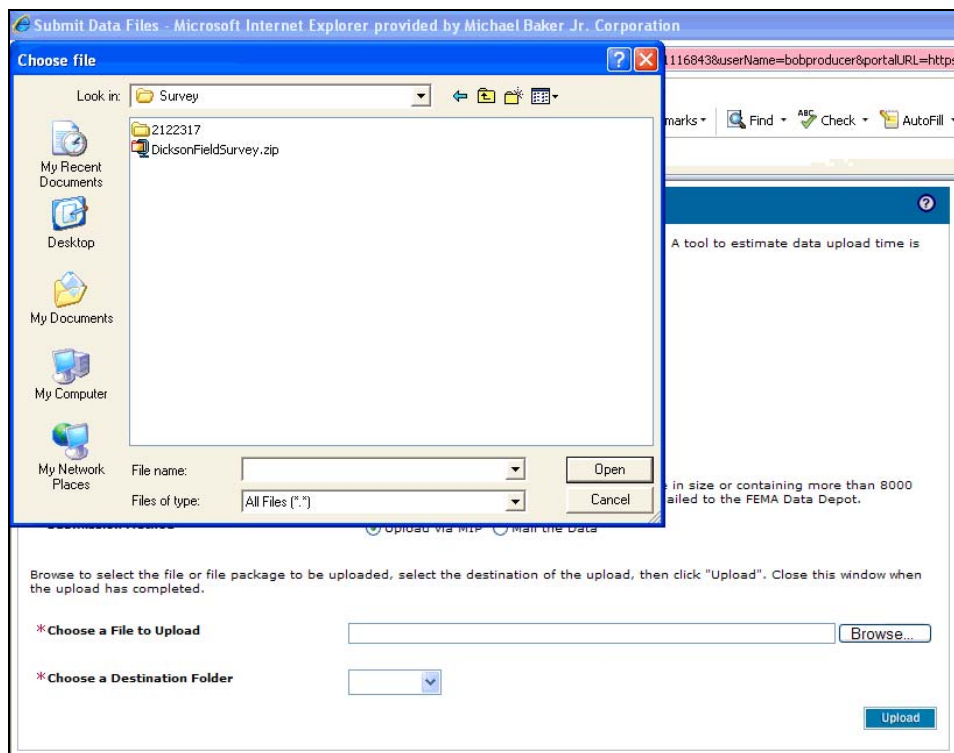 Submit Data Files - Microsoft Internet Explorer provided by Michael Baker Jr. Corporation
Choose file
1116843&userName=bobproducer&portalURL=https
Look in: Survey
marks Find ABC Check AutoFill
2122317
DicksonFieldSurvey.zip
My Recent Documents
Desktop
A tool to estimate data upload time is
My Documents
My Computer
My Network Places
File name: Open
Files of type: All Files (*.*) Cancel
in size or containing more than 8000
ailed to the FEMA Data Depot.
Upload via MIP Mail the Data
Browse to select the file or file package to be uploaded, select the destination of the upload, then click "Upload". Close this window when
the upload has completed.
*Choose a File to Upload Browse...
*Choose a Destination Folder
Upload